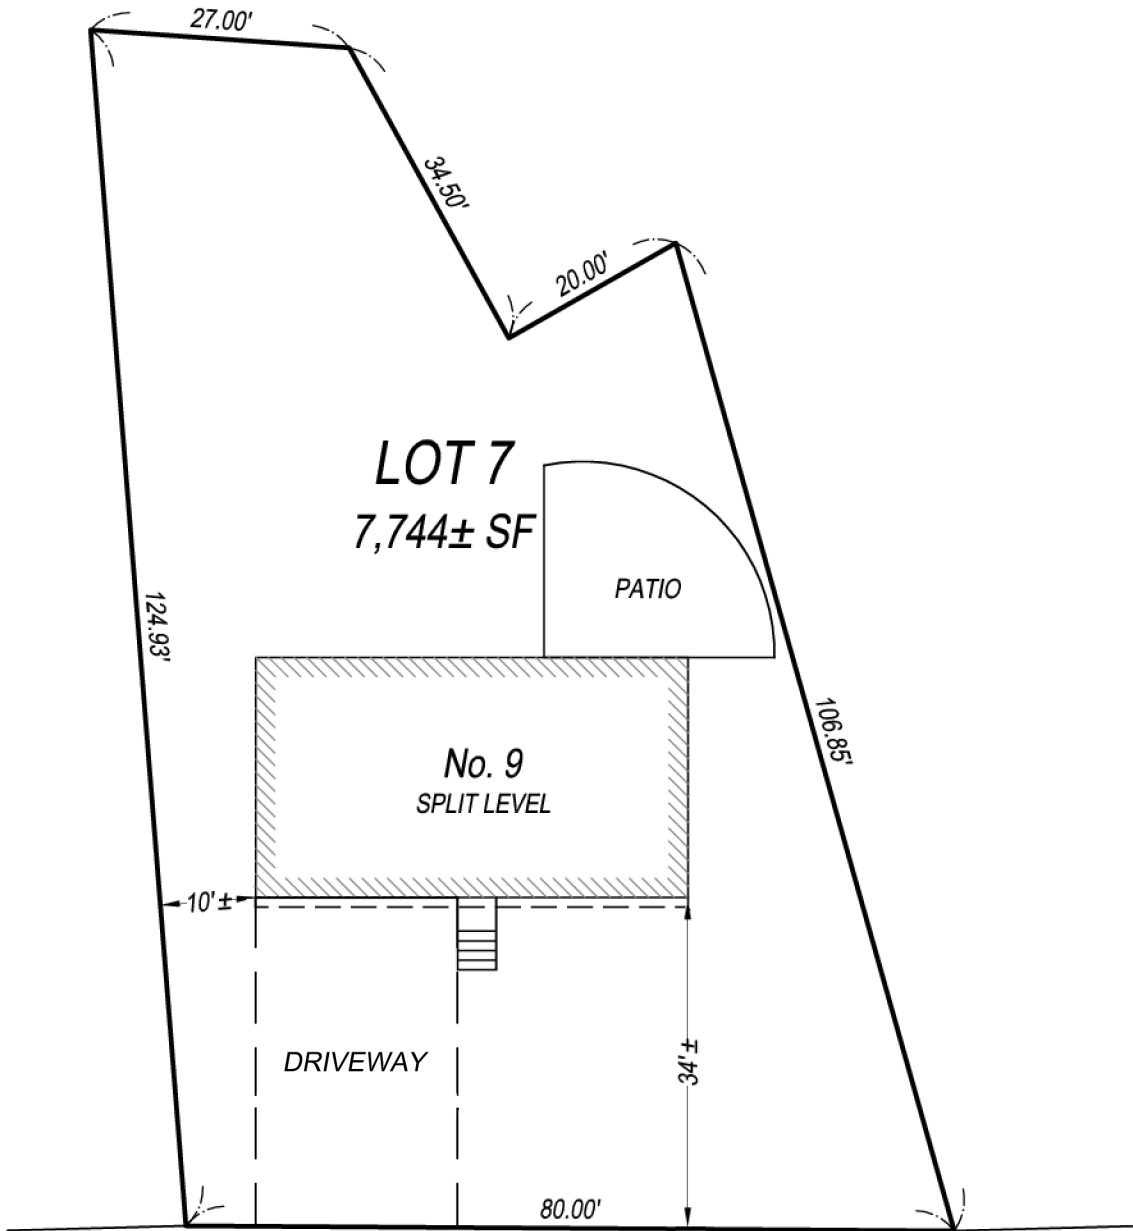 27.00'
34.50'
20.00'
LOT 7
7,744± SF
PATIO
124.93'
106.85'
No. 9
SPLIT LEVEL
10'±
34'±
DRIVEWAY
80.00'